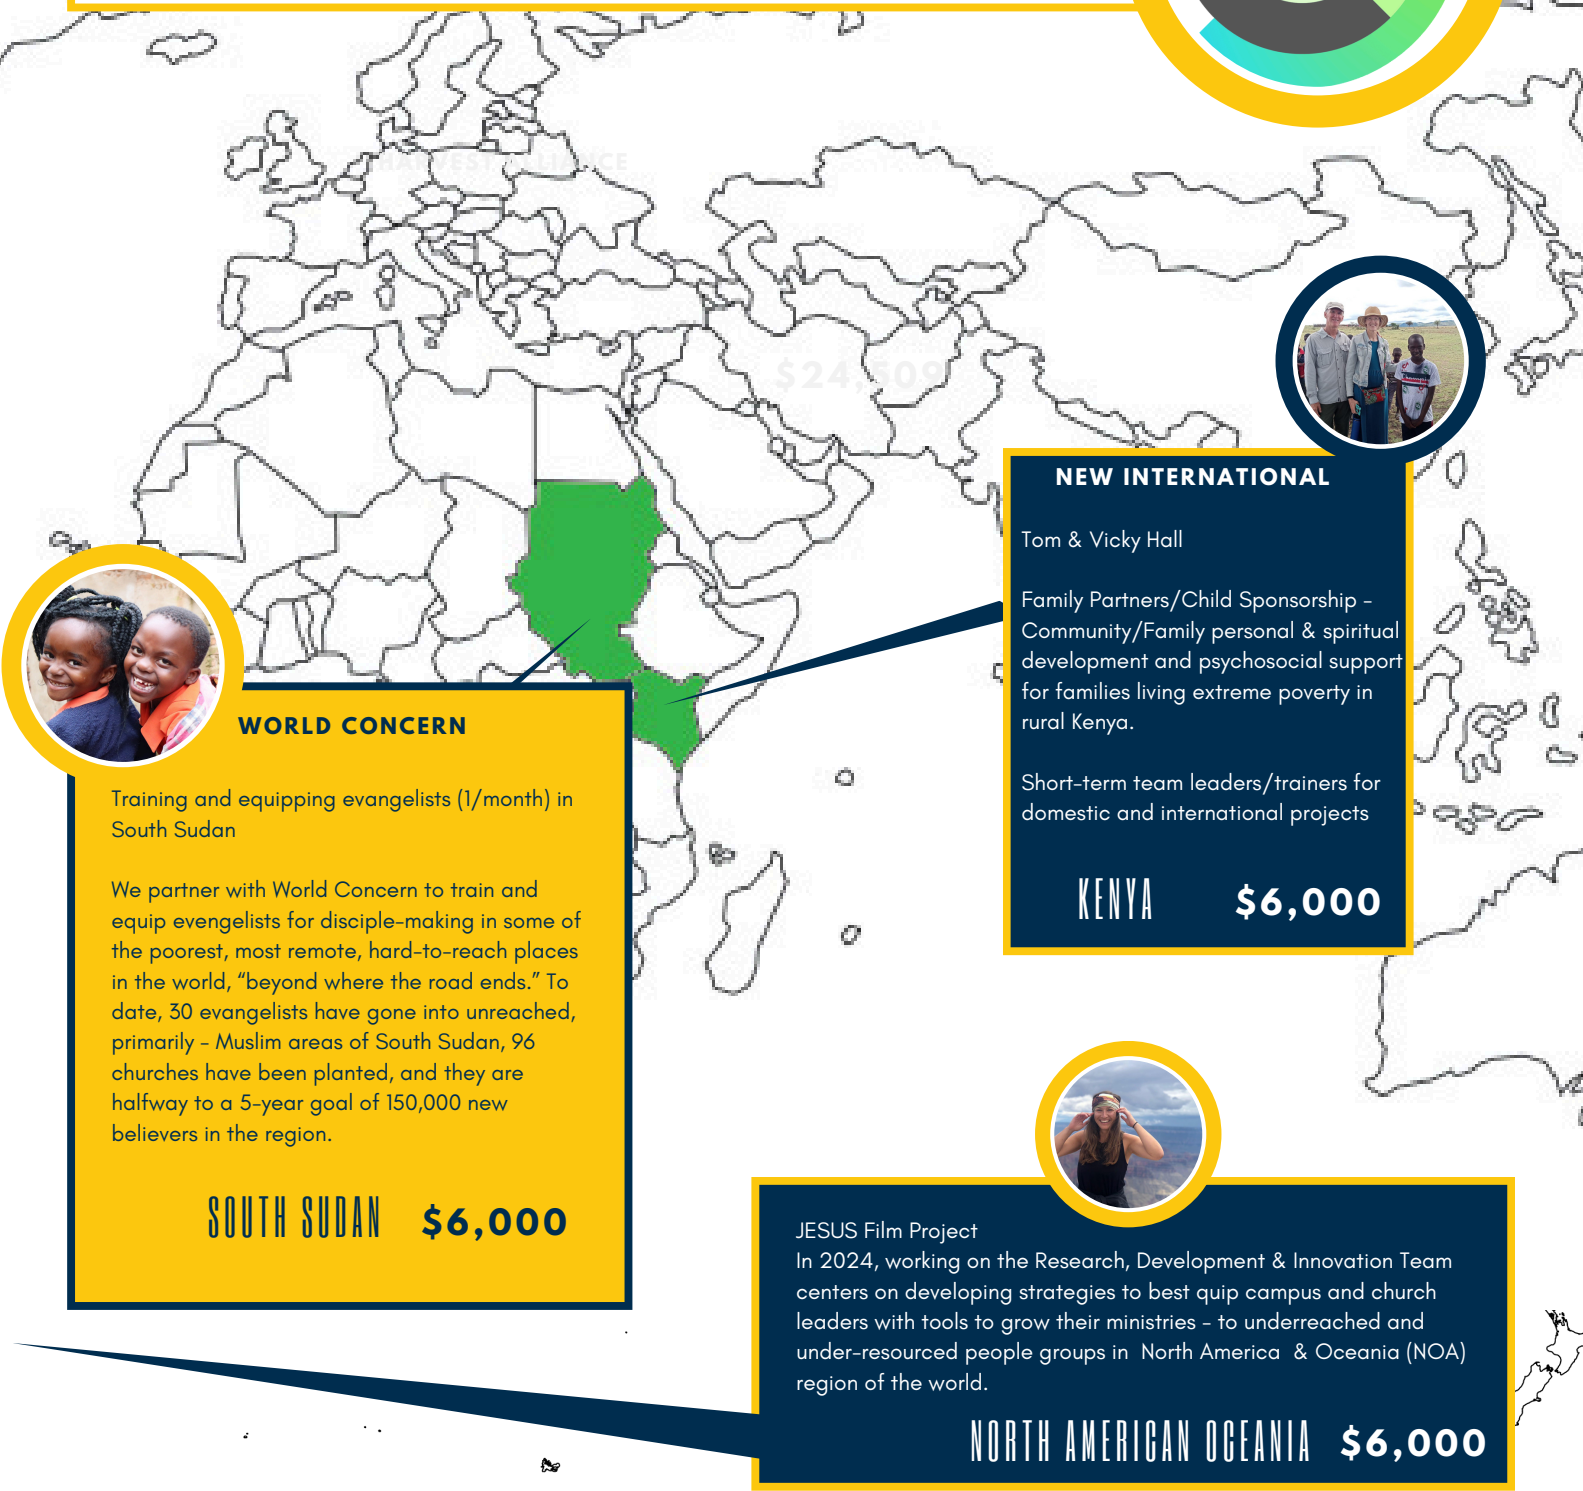 HARVEST ALLIANCE
$24,509
NEW INTERNATIONAL
Tom & Vicky Hall
Family Partners/Child Sponsorship -
Community/Family personal & spiritual
development and psychosocial support
for families living extreme poverty in
rural Kenya.
Short-term team leaders/trainers for
domestic and international projects
KENYA $6,000
WORLD CONCERN
Training and equipping evangelists (1/month) in
South Sudan
We partner with World Concern to train and
equip evengelists for disciple-making in some of
the poorest, most remote, hard-to-reach places
in the world, “beyond where the road ends.” To
date, 30 evangelists have gone into unreached,
primarily - Muslim areas of South Sudan, 96
churches have been planted, and they are
halfway to a 5-year goal of 150,000 new
believers in the region.
SOUTH SUDAN $6,000
JESUS Film Project
In 2024, working on the Research, Development & Innovation Team
centers on developing strategies to best quip campus and church
leaders with tools to grow their ministries - to underreached and
under-resourced people groups in North America & Oceania (NOA)
region of the world.
NORTH AMERICAN OCEANIA $6,000